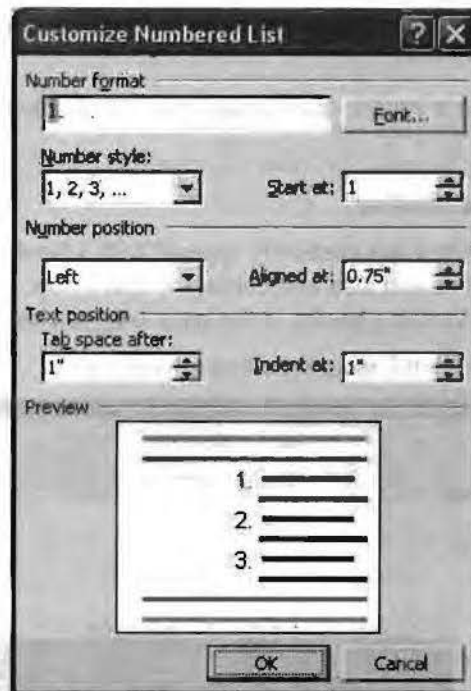 Customize Numbered List
Number format
1.
Font...
Number style:
1, 2, 3, ...
Start at: 1
Number position
Left
Aligned at: 0.75"
Text position
Tab space after:
1"
Indent at: 1"
Preview
1.
2.
3.
OK
Cancel